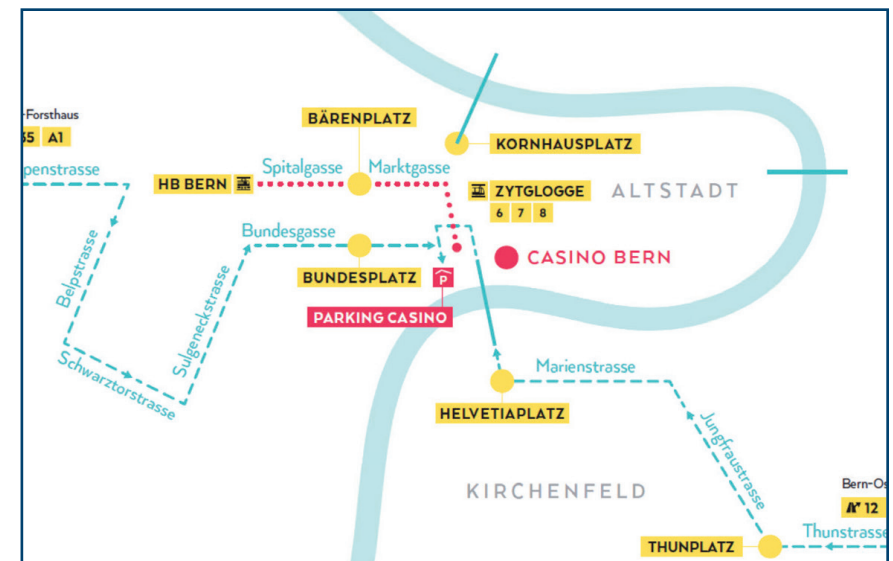 -Forsthaus
35 A1
penstrasse
BÄRENPLATZ
KORNHAUSPLATZ
Spitalgasse
Marktgasse
HB BERN
ZYTGLOGGE
6 7 8
ALTSTADT
Bundesgasse
CASINO BERN
BUNDESPLATZ
P
PARKING CASINO
Belpstrasse
Sulgeneckstrasse
Schwarztorstrasse
Marienstrasse
HELVETIAPLATZ
Jungfraustrasse
KIRCHENFELD
Bern-Os
12
Thunstrasse
THUNPLATZ